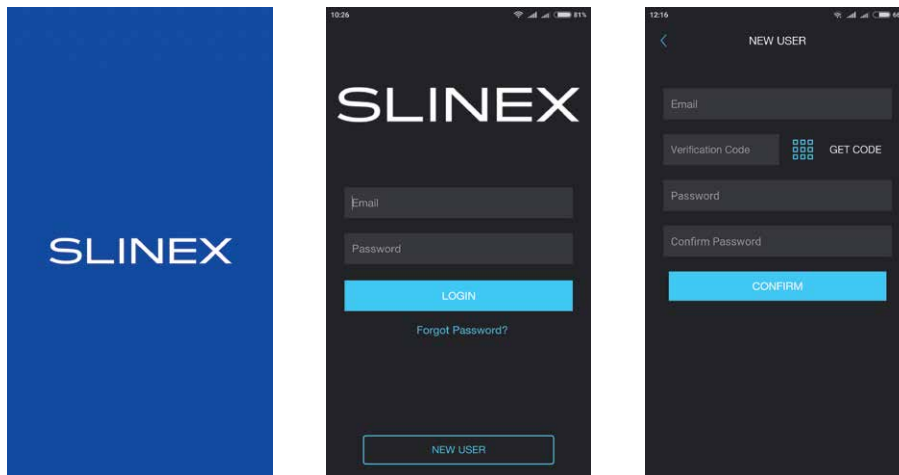 SLINEX
10:26 81%
SLINEX
Email
Password
LOGIN
Forgot Password?
NEW USER
12:16
NEW USER
Email
Verification Code GET CODE
Password
Confirm Password
CONFIRM